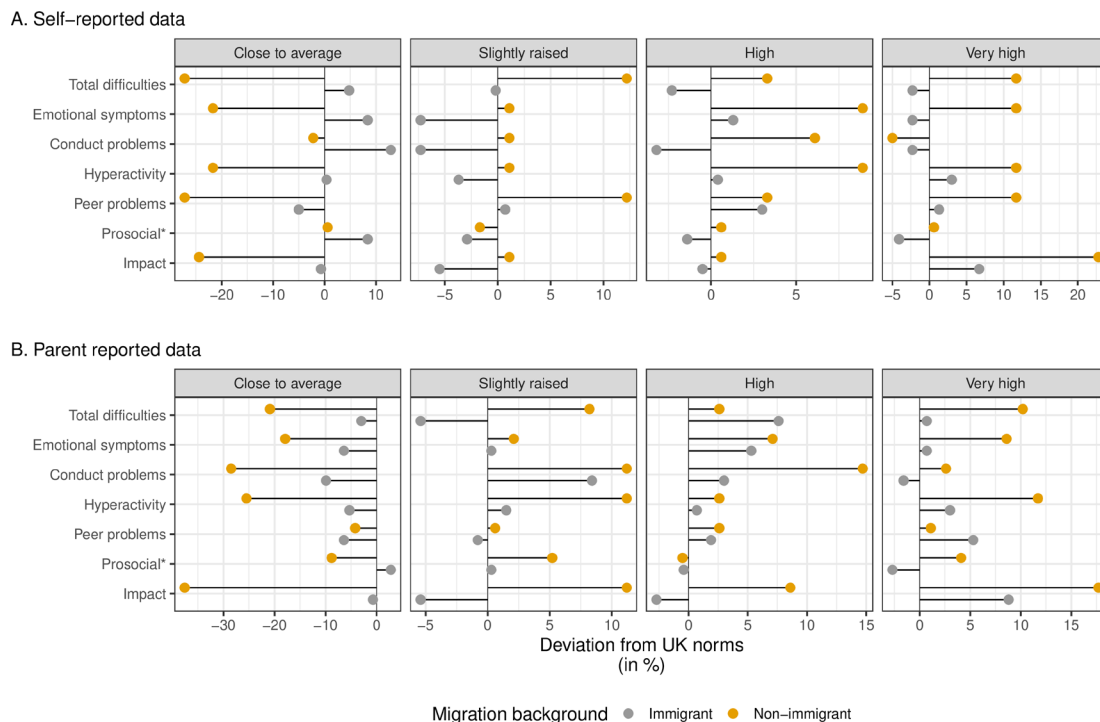 A. Self−reported data
Close to average Slightly raised High Very high
Total difficulties
Emotional symptoms
Conduct problems
Hyperactivity
Peer problems
Prosocial*
Impact
−20 −10 0 10 −5 0 5 10 0 5 −5 0 5 10 15 20
B. Parent reported data
Close to average Slightly raised High Very high
Total difficulties
Emotional symptoms
Conduct problems
Hyperactivity
Peer problems
Prosocial*
Impact
−30 −20 −10 0 −5 0 5 10 0 5 10 15 0 5 10 15
Deviation from UK norms
(in %)
Migration background Immigrant Non−immigrant